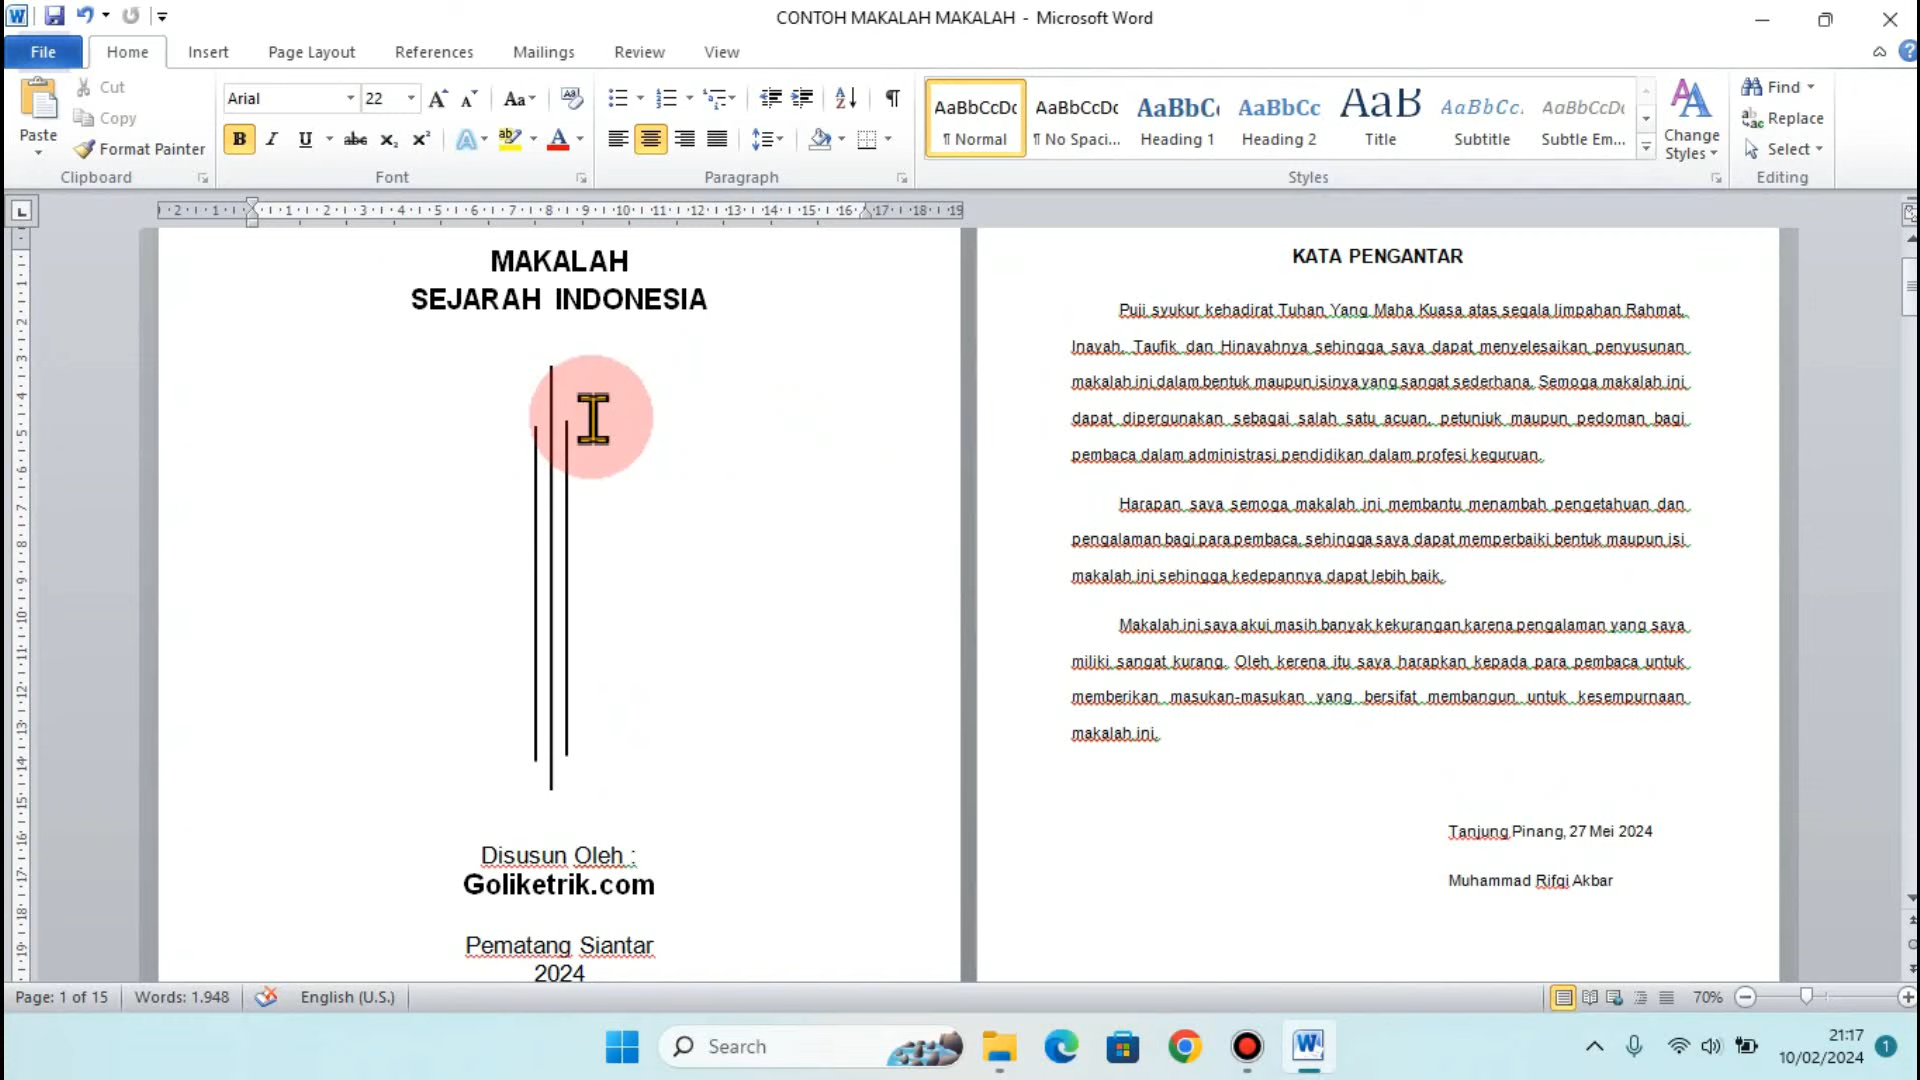 CONTOH MAKALAH MAKALAH - Microsoft Word
File Home Insert Page Layout References Mailings Review View
Paste
Cut
Copy
Format Painter
Clipboard
Arial 22
Font
Paragraph
AaBbCcDc AaBbCcDc AaBbC AaBbCc AaB AaBbCc. AaBbCcDc
¶ Normal ¶ No Spaci... Heading 1 Heading 2 Title Subtitle Subtle Em...
Change
Styles
Styles
Find
Replace
Select
Editing
MAKALAH
SEJARAH INDONESIA
Disusun Oleh :
Goliketrik.com
Pematang Siantar
2024
KATA PENGANTAR
Puji syukur kehadirat Tuhan Yang Maha Kuasa atas segala limpahan Rahmat,
Inayah, Taufik dan Hinayahnya sehingga saya dapat menyelesaikan penyusunan
makalah ini dalam bentuk maupun isinya yang sangat sederhana. Semoga makalah ini
dapat dipergunakan sebagai salah satu acuan, petunjuk maupun pedoman bagi
pembaca dalam administrasi pendidikan dalam profesi keguruan.
Harapan saya semoga makalah ini membantu menambah pengetahuan dan
pengalaman bagi para pembaca, sehingga saya dapat memperbaiki bentuk maupun isi
makalah ini sehingga kedepannya dapat lebih baik.
Makalah ini saya akui masih banyak kekurangan karena pengalaman yang saya
miliki sangat kurang. Oleh kerena itu saya harapkan kepada para pembaca untuk
memberikan masukan-masukan yang bersifat membangun untuk kesempurnaan
makalah ini.
Tanjung Pinang, 27 Mei 2024
Muhammad Rifqi Akbar
Page: 1 of 15 Words: 1.948 English (U.S.) 70%
Search
21:17
10/02/2024 1